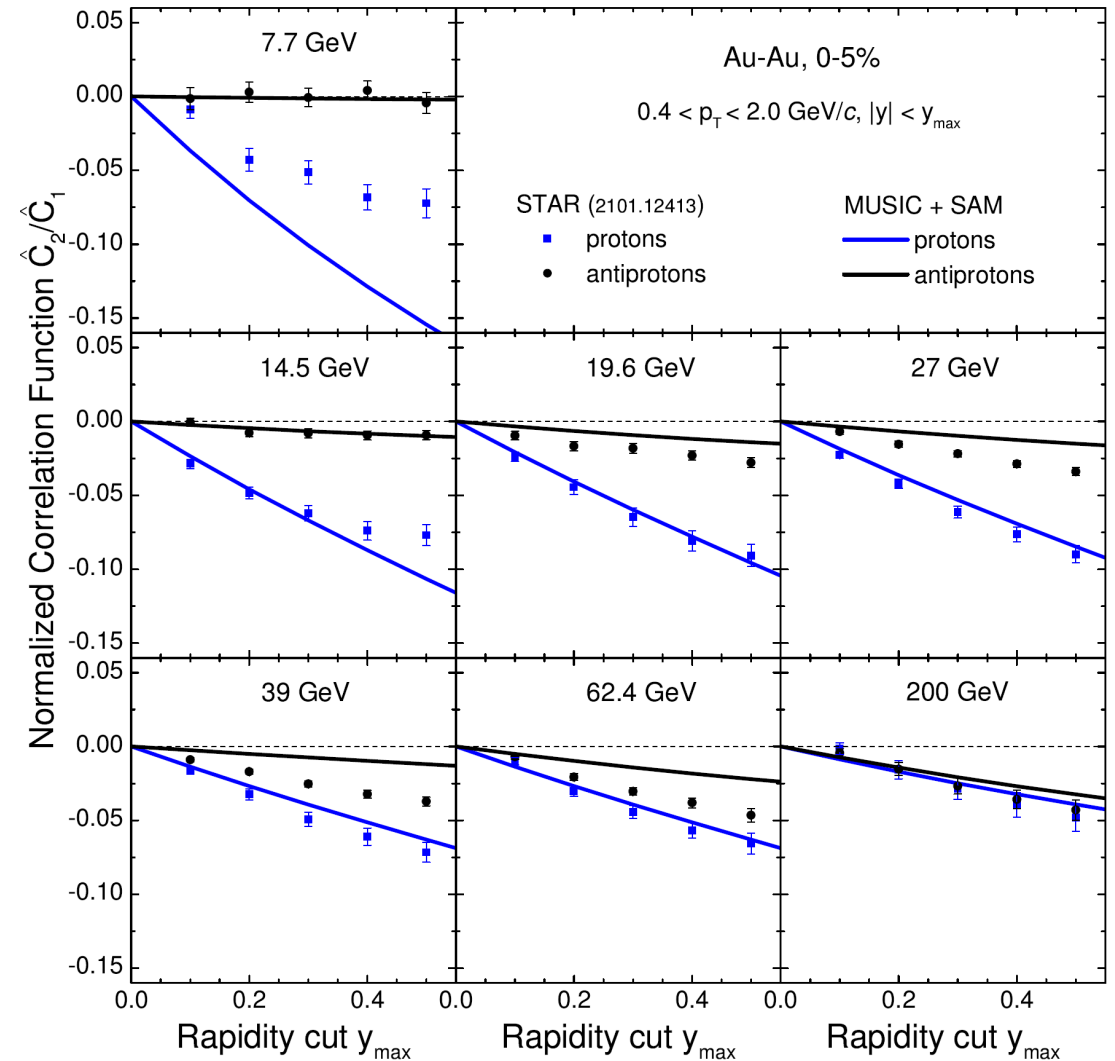 Normalized Correlation Function Ĉ2/Ĉ1
0.05
0.00
-0.05
-0.10
-0.15
7.7 GeV
Au-Au, 0-5%
0.4 < pT < 2.0 GeV/c, |y| < ymax
STAR (2101.12413)
protons
antiprotons
MUSIC + SAM
protons
antiprotons
0.05
0.00
-0.05
-0.10
-0.15
14.5 GeV
19.6 GeV
27 GeV
0.05
0.00
-0.05
-0.10
-0.15
39 GeV
62.4 GeV
200 GeV
0.0 0.2 0.4 0.0 0.2 0.4 0.0 0.2 0.4
Rapidity cut ymax
Rapidity cut ymax
Rapidity cut ymax